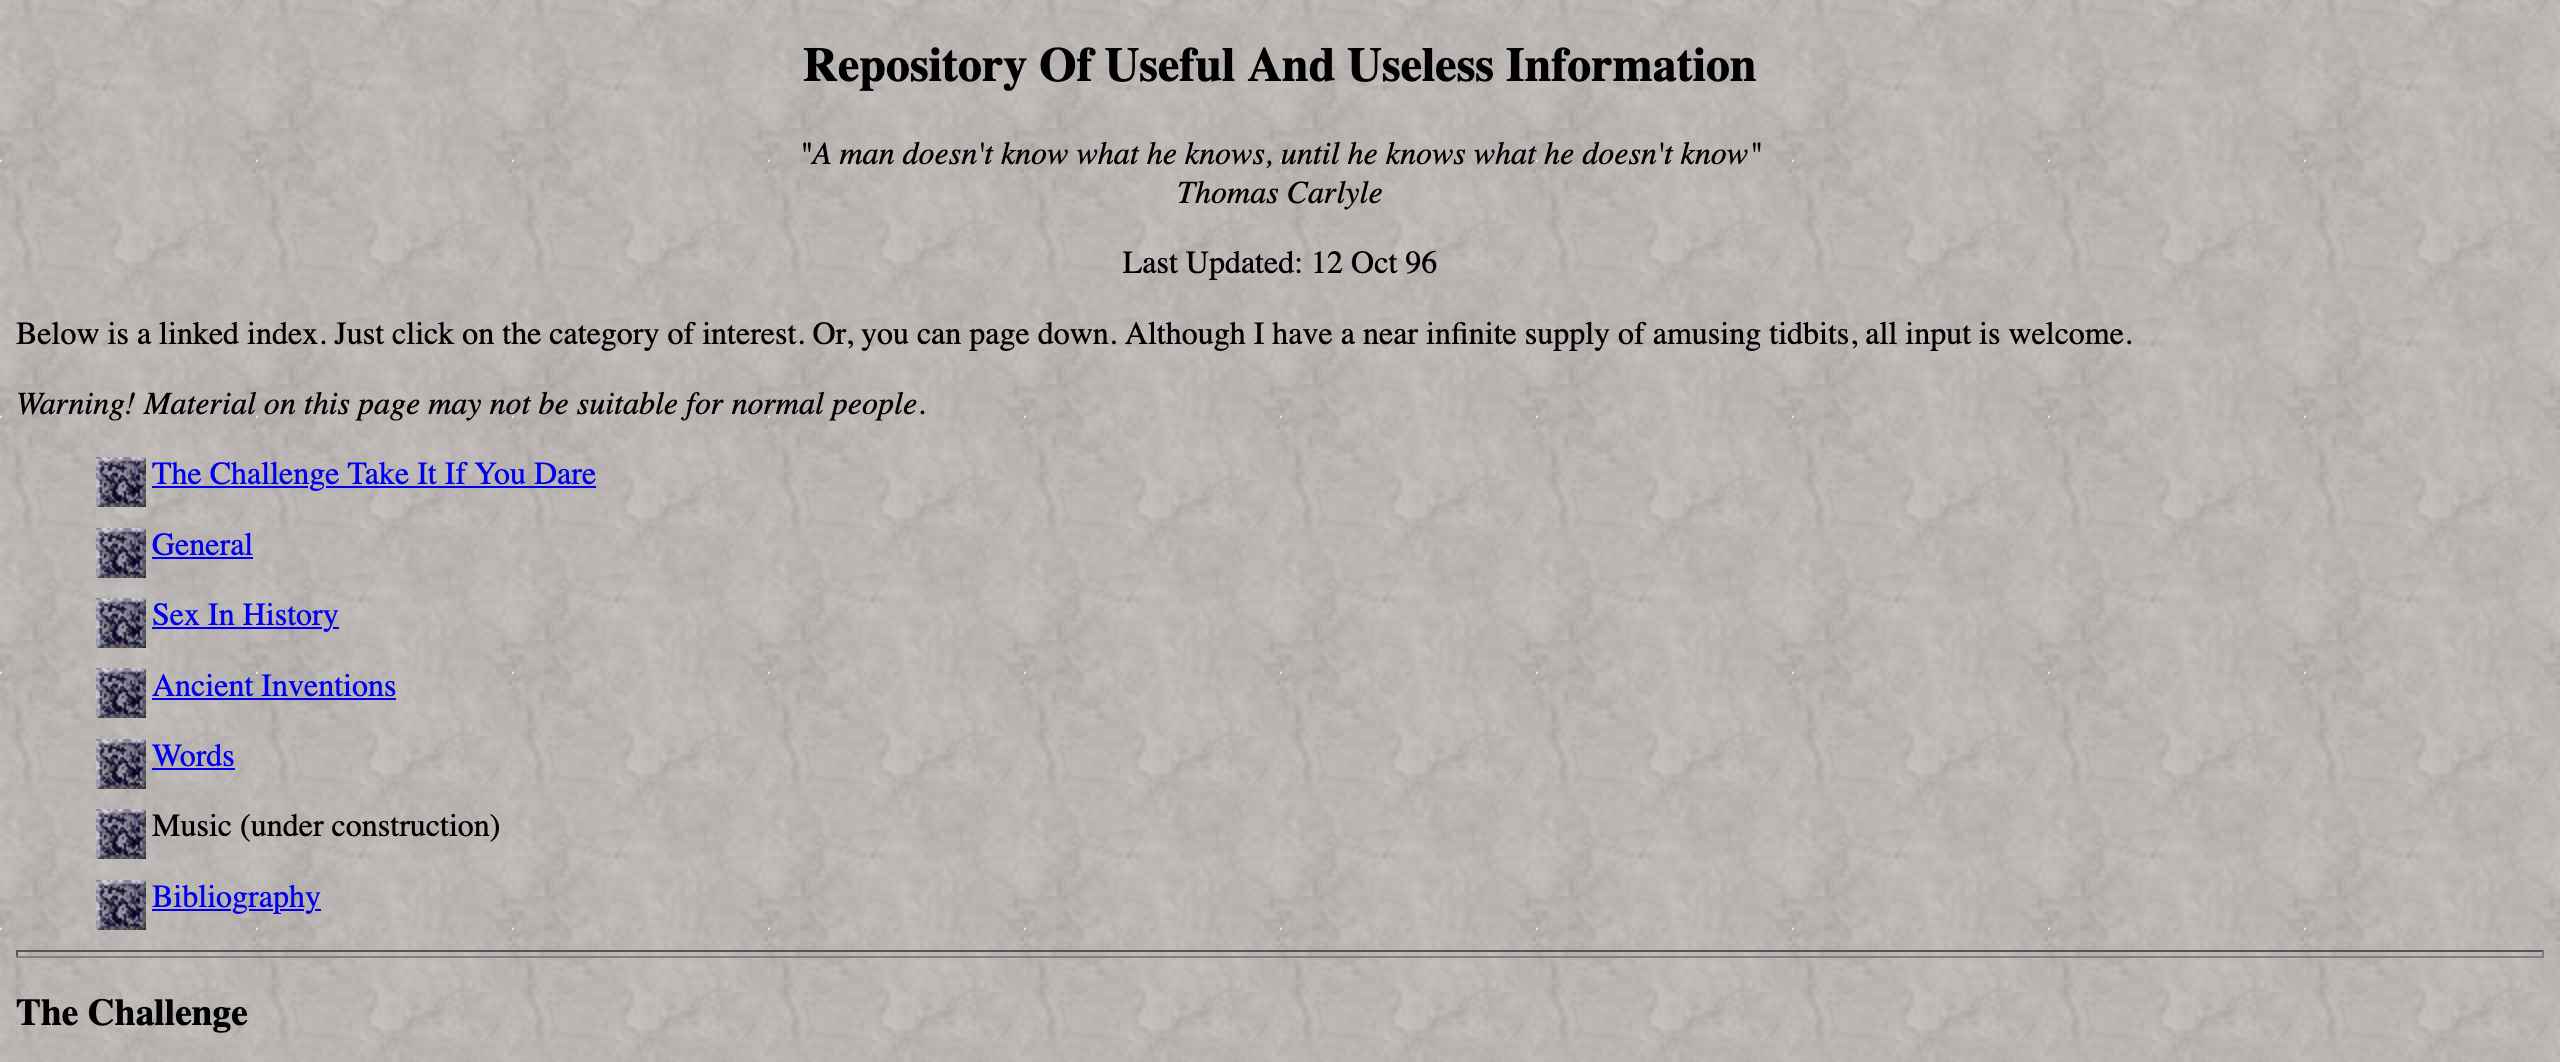 Repository Of Useful And Useless Information
"A man doesn't know what he knows, until he knows what he doesn't know"
Thomas Carlyle
Last Updated: 12 Oct 96
Below is a linked index. Just click on the category of interest. Or, you can page down. Although I have a near infinite supply of amusing tidbits, all input is welcome.
Warning! Material on this page may not be suitable for normal people.
The Challenge Take It If You Dare
General
Sex In History
Ancient Inventions
Words
Music (under construction)
Bibliography
The Challenge